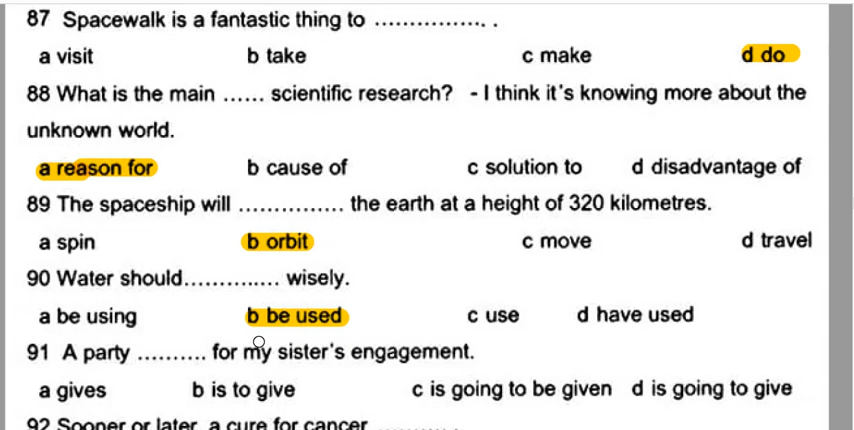 87 Spacewalk is a fantastic thing to ................ .
a visit b take c make d do
88 What is the main ...... scientific research? - I think it's knowing more about the
unknown world.
a reason for b cause of c solution to d disadvantage of
89 The spaceship will ............... the earth at a height of 320 kilometres.
a spin b orbit c move d travel
90 Water should.............. wisely.
a be using b be used c use d have used
91 A party .......... for my sister's engagement.
a gives b is to give c is going to be given d is going to give
92 Sooner or later, a cure for cancer ............ .